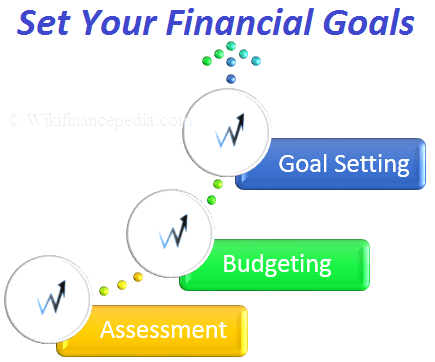 Set Your Financial Goals
© Wikifinancepedia.com
Goal Setting
Budgeting
Assessment